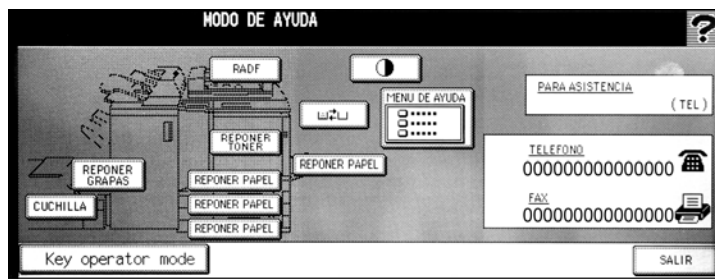 MODO DE AYUDA
?
RADF
MENU DE AYUDA
PARA ASISTENCIA
(TEL)
REPONER
TONER
REPONER PAPEL
TELEFONO
000000000000000
REPONER
GRAPAS
REPONER PAPEL
CUCHILLA
REPONER PAPEL
FAX
000000000000000
REPONER PAPEL
Key operator mode
SALIR